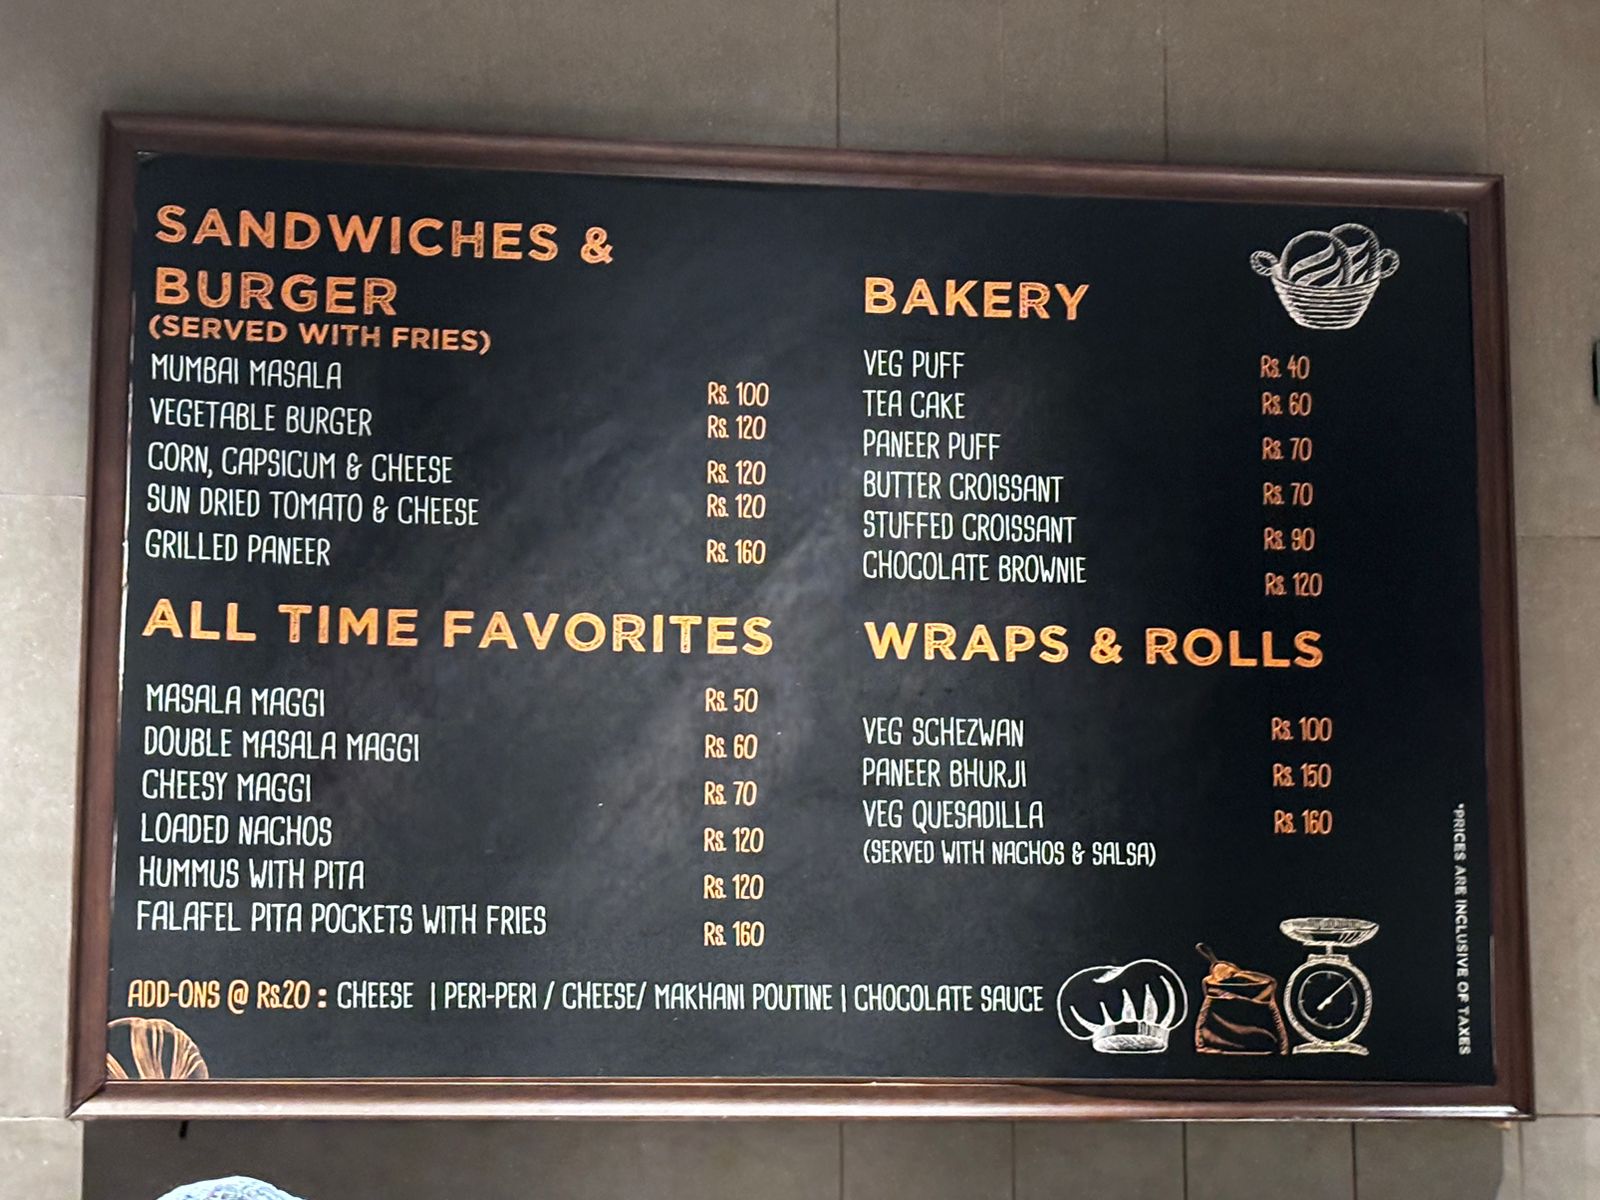 SANDWICHES &
BURGER
(SERVED WITH FRIES)
MUMBAI MASALA Rs. 100
VEGETABLE BURGER Rs. 120
CORN, CAPSICUM & CHEESE Rs. 120
SUN DRIED TOMATO & CHEESE Rs. 120
GRILLED PANEER Rs. 160
ALL TIME FAVORITES
MASALA MAGGI Rs. 50
DOUBLE MASALA MAGGI Rs. 60
CHEESY MAGGI Rs. 70
LOADED NACHOS Rs. 120
HUMMUS WITH PITA Rs. 120
FALAFEL PITA POCKETS WITH FRIES Rs. 160
BAKERY
VEG PUFF Rs. 40
TEA CAKE Rs. 60
PANEER PUFF Rs. 70
BUTTER CROISSANT Rs. 70
STUFFED CROISSANT Rs. 90
CHOCOLATE BROWNIE Rs. 120
WRAPS & ROLLS
VEG SCHEZWAN Rs. 100
PANEER BHURJI Rs. 150
VEG QUESADILLA Rs. 160
(SERVED WITH NACHOS & SALSA)
ADD-ONS @ Rs.20 : CHEESE | PERI-PERI / CHEESE/ MAKHANI POUTINE | CHOCOLATE SAUCE
*PRICES ARE INCLUSIVE OF TAXES